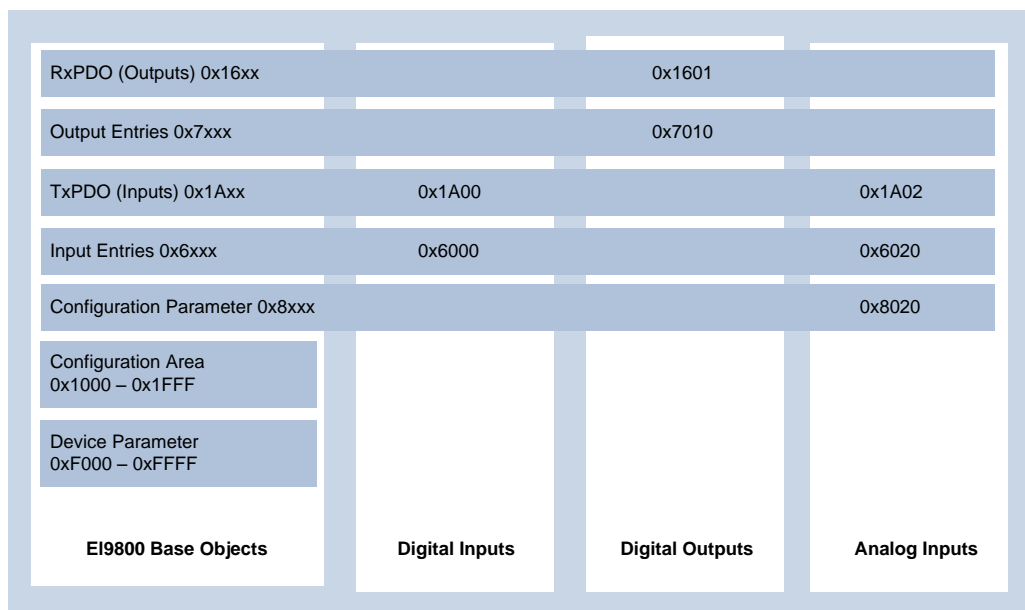 RxPDO (Outputs) 0x16xx 0x1601
Output Entries 0x7xxx 0x7010
TxPDO (Inputs) 0x1Axx 0x1A00 0x1A02
Input Entries 0x6xxx 0x6000 0x6020
Configuration Parameter 0x8xxx 0x8020
Configuration Area
0x1000 – 0x1FFF
Device Parameter
0xF000 – 0xFFFF
El9800 Base Objects Digital Inputs Digital Outputs Analog Inputs